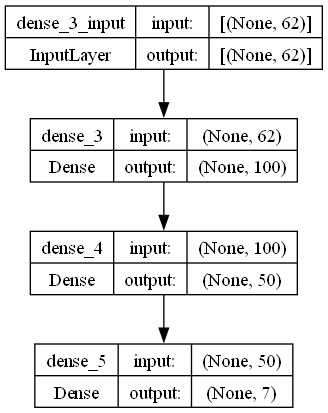 dense_3_input input: [(None, 62)]
InputLayer output: [(None, 62)]
dense_3 input: (None, 62)
Dense output: (None, 100)
dense_4 input: (None, 100)
Dense output: (None, 50)
dense_5 input: (None, 50)
Dense output: (None, 7)